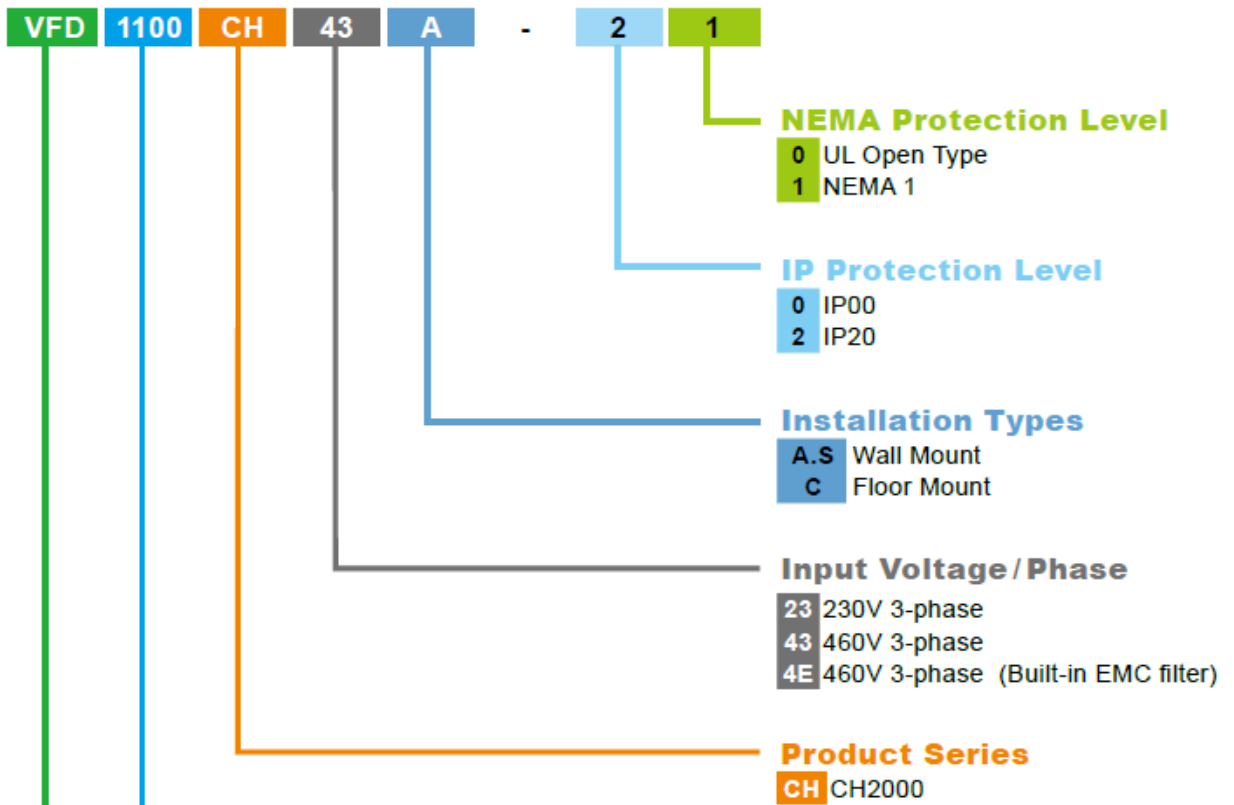 VFD 1100 CH 43 A - 2 1
NEMA Protection Level
0 UL Open Type
1 NEMA 1
IP Protection Level
0 IP00
2 IP20
Installation Types
A.S Wall Mount
C Floor Mount
Input Voltage/Phase
23 230V 3-phase
43 460V 3-phase
4E 460V 3-phase (Built-in EMC filter)
Product Series
CH CH2000